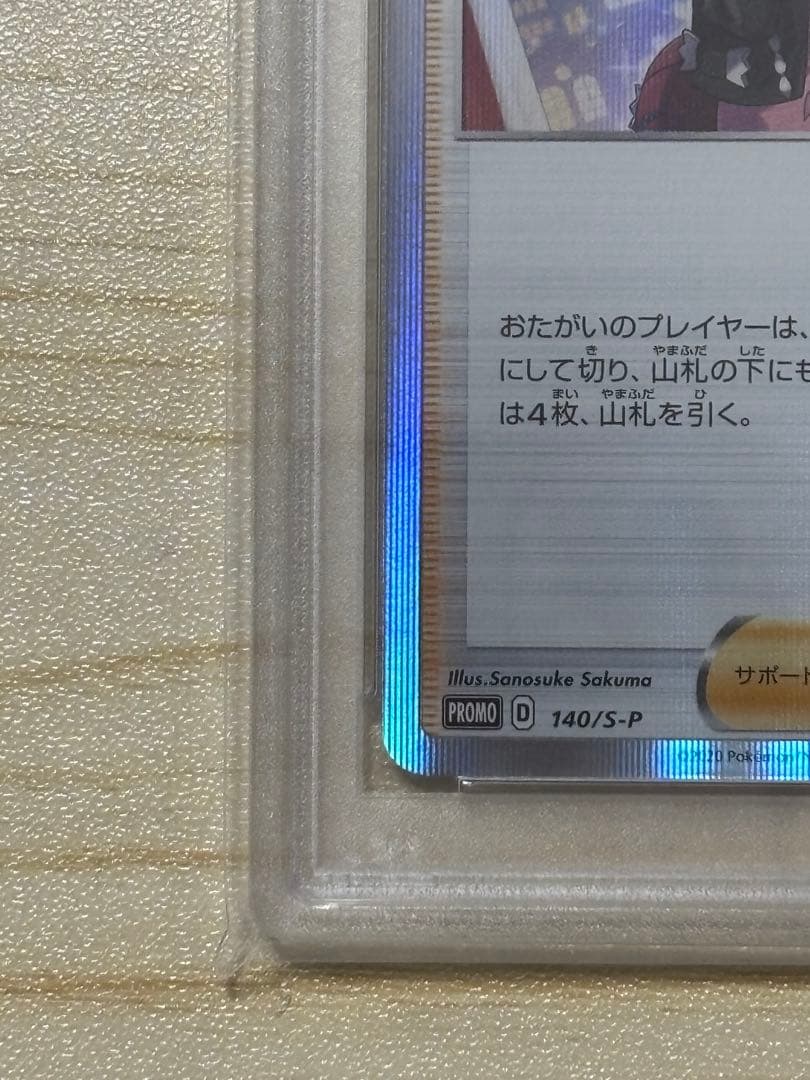 おたがいのプレイヤーは、
にして切り、山札の下にも
は4枚、山札を引く。
サポート
Illus.Sanosuke Sakuma
PROMO D 140/S-P
©2020 Pokémon